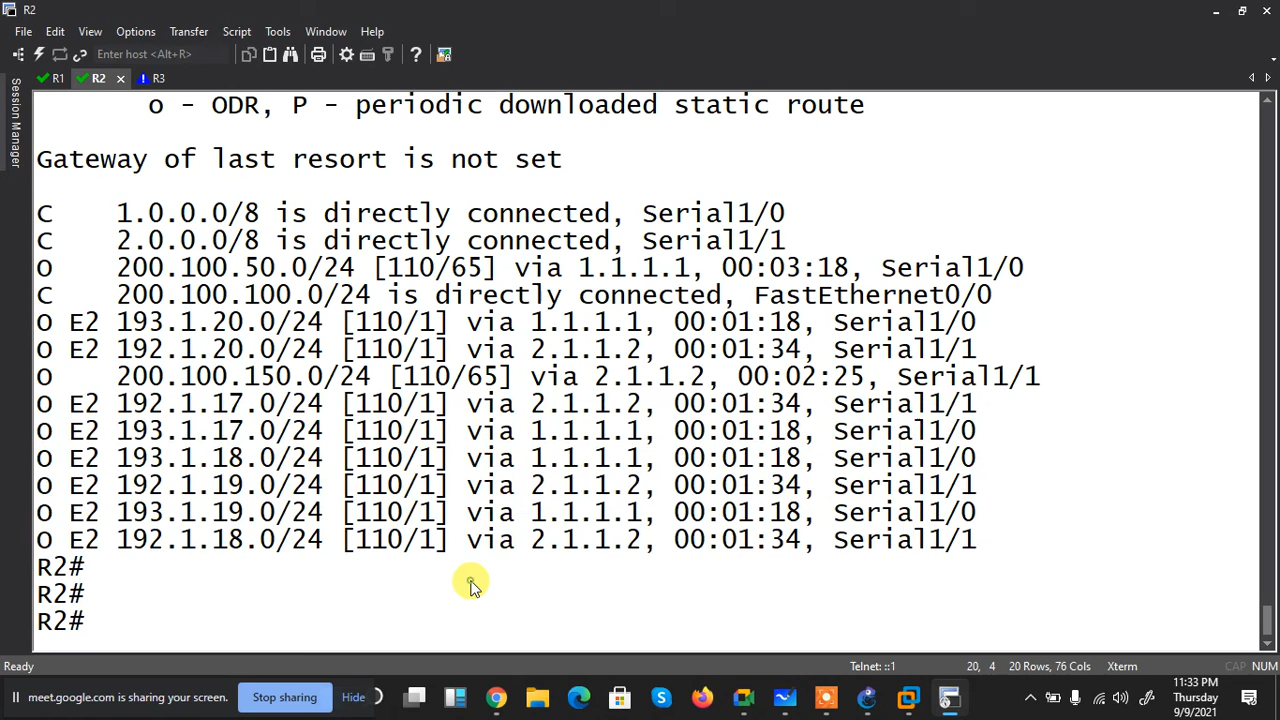 R2
File Edit View Options Transfer Script Tools Window Help
Enter host <Alt+R>
R1 R2 R3
Session Manager
o - ODR, P - periodic downloaded static route
Gateway of last resort is not set
C 1.0.0.0/8 is directly connected, Serial1/0
C 2.0.0.0/8 is directly connected, Serial1/1
O 200.100.50.0/24 [110/65] via 1.1.1.1, 00:03:18, Serial1/0
C 200.100.100.0/24 is directly connected, FastEthernet0/0
O E2 193.1.20.0/24 [110/1] via 1.1.1.1, 00:01:18, Serial1/0
O E2 192.1.20.0/24 [110/1] via 2.1.1.2, 00:01:34, Serial1/1
O 200.100.150.0/24 [110/65] via 2.1.1.2, 00:02:25, Serial1/1
O E2 192.1.17.0/24 [110/1] via 2.1.1.2, 00:01:34, Serial1/1
O E2 193.1.17.0/24 [110/1] via 1.1.1.1, 00:01:18, Serial1/0
O E2 193.1.18.0/24 [110/1] via 1.1.1.1, 00:01:18, Serial1/0
O E2 192.1.19.0/24 [110/1] via 2.1.1.2, 00:01:34, Serial1/1
O E2 193.1.19.0/24 [110/1] via 1.1.1.1, 00:01:18, Serial1/0
O E2 192.1.18.0/24 [110/1] via 2.1.1.2, 00:01:34, Serial1/1
R2#
R2#
R2#
Ready Telnet: ::1 20, 4 20 Rows, 76 Cols Xterm CAP NUM
meet.google.com is sharing your screen. Stop sharing Hide
11:33 PM
Thursday
9/9/2021